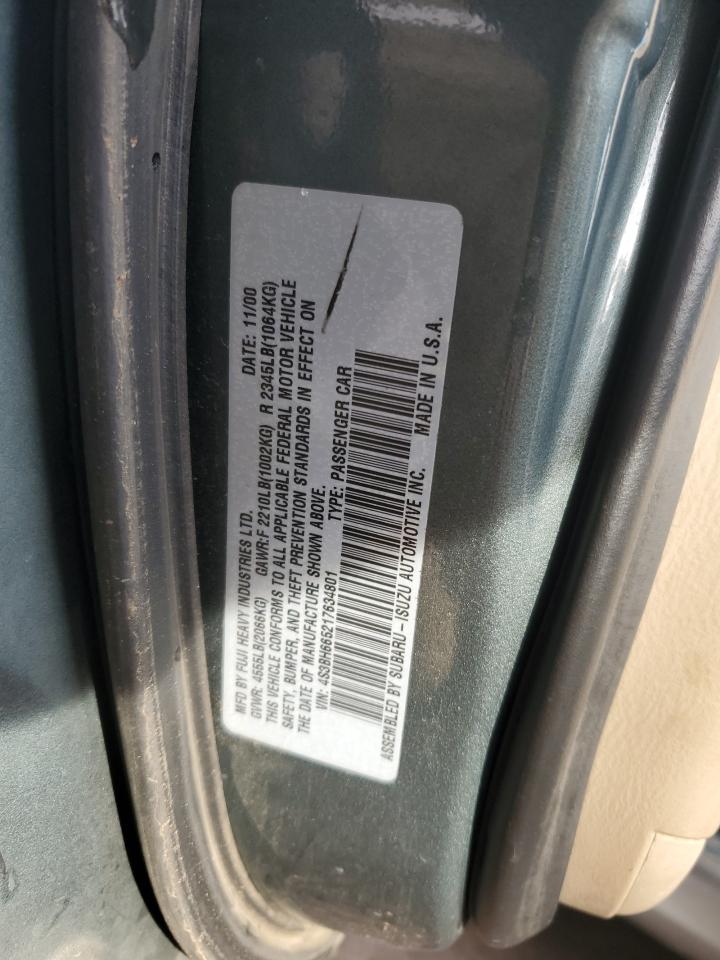 MFD BY FUJI HEAVY INDUSTRIES LTD. DATE: 11/00
GVWR: 4555LB(2066KG) GAWR:F 2210LB(1002KG) R 2345LB(1064KG)
THIS VEHICLE CONFORMS TO ALL APPLICABLE FEDERAL MOTOR VEHICLE
SAFETY, BUMPER, AND THEFT PREVENTION STANDARDS IN EFFECT ON
THE DATE OF MANUFACTURE SHOWN ABOVE.
VIN: 4S3BH665217634801 TYPE: PASSENGER CAR
ASSEMBLED BY SUBARU - ISUZU AUTOMOTIVE INC. MADE IN U.S.A.